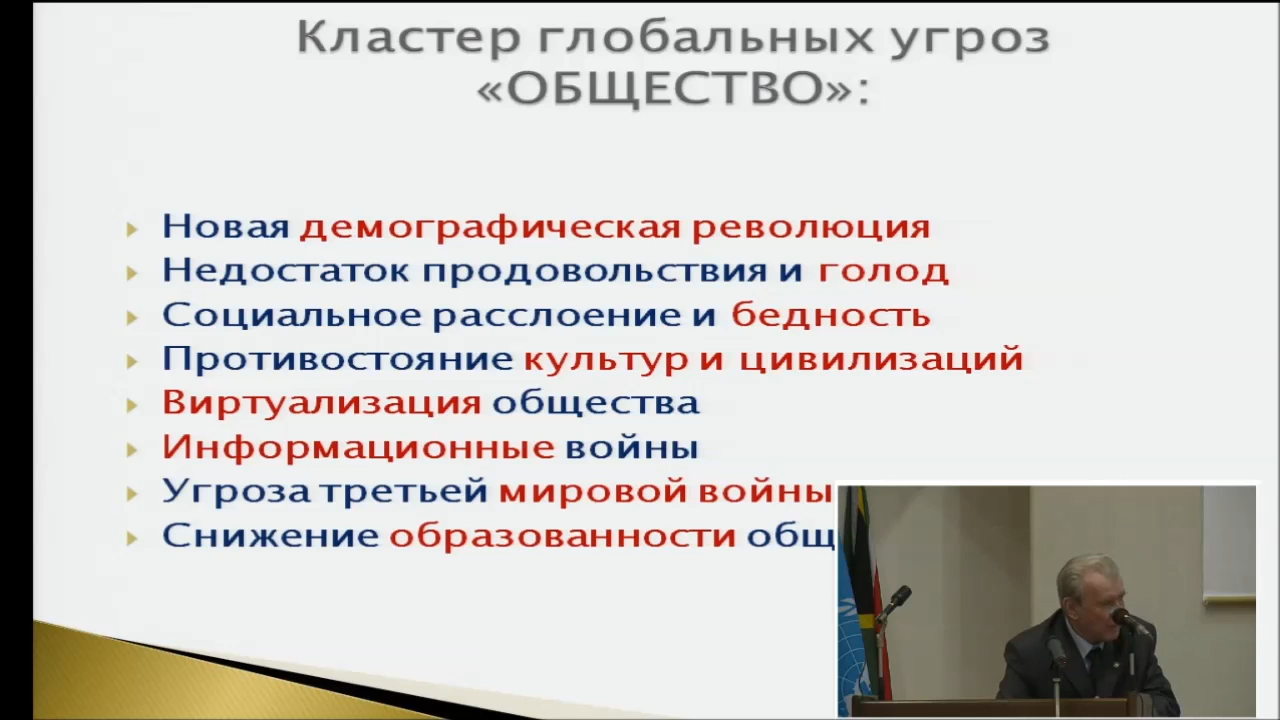 Кластер глобальных угроз
«ОБЩЕСТВО»:
Новая демографическая революция
Недостаток продовольствия и голод
Социальное расслоение и бедность
Противостояние культур и цивилизаций
Виртуализация общества
Информационные войны
Угроза третьей мировой войны
Снижение образованности общ